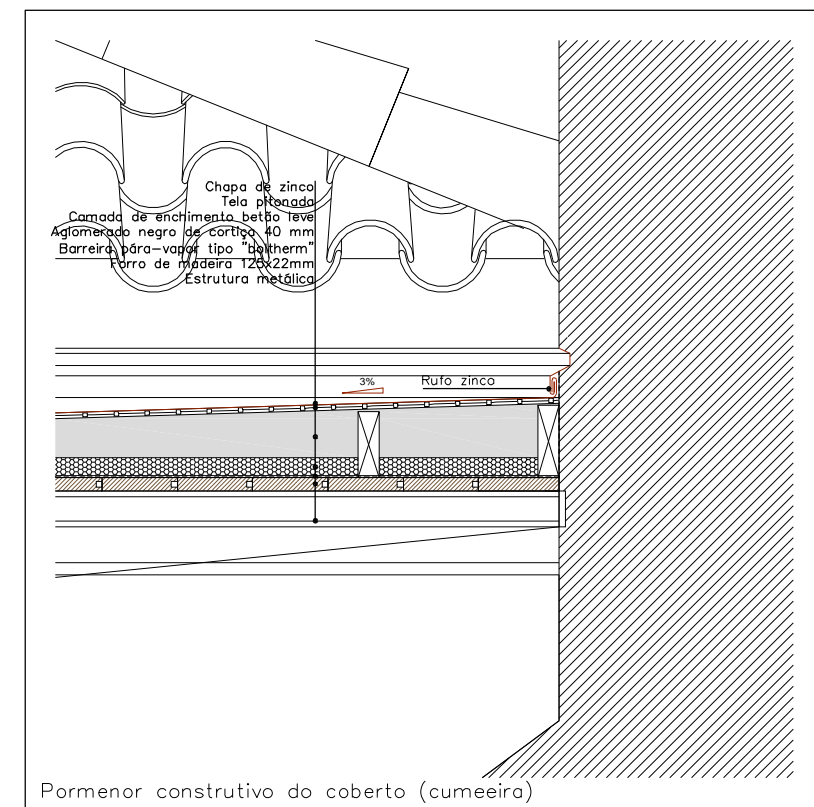 Chapa de zinco
Tela pitonada
Camada de enchimento betão leve
Aglomerado negro de cortiça 40 mm
Barreira pára-vapor tipo "boltherm"
Forro de madeira 125x22mm
Estrutura metálica
3%
Rufo zinco
Pormenor construtivo do coberto (cumeeira)